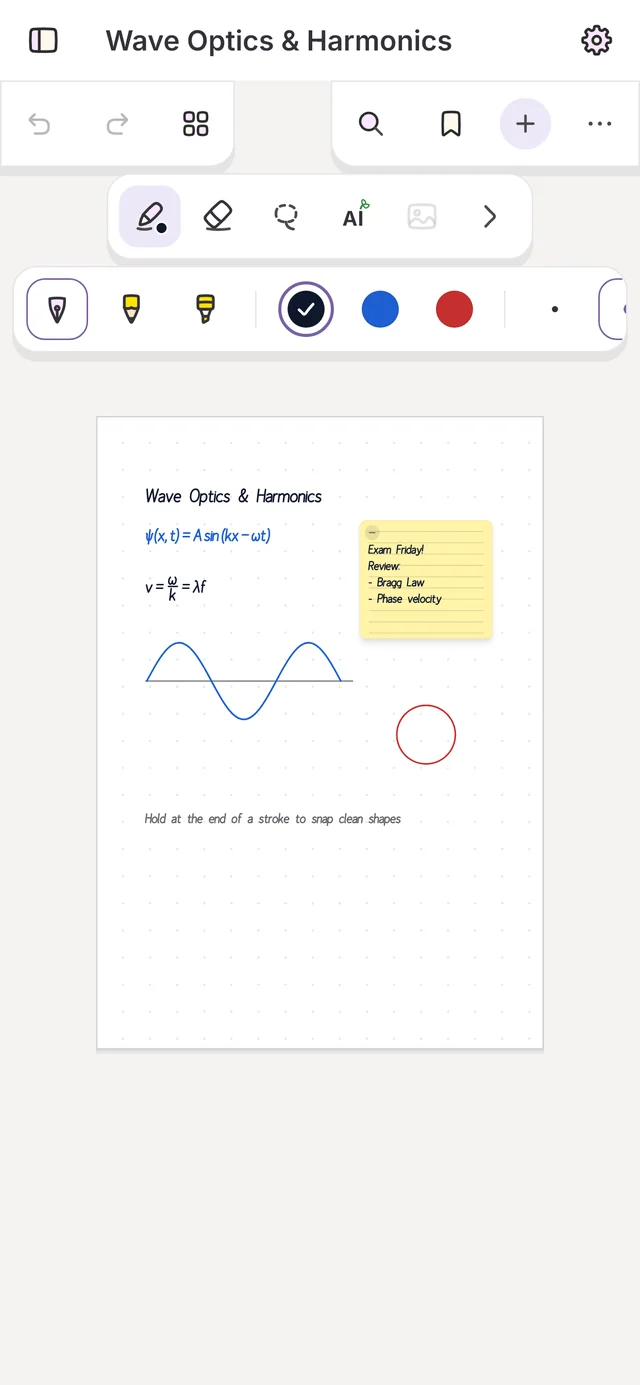 Wave Optics & Harmonics
AI
Wave Optics & Harmonics
ψ(x, t) = A sin (kx − ωt)
v = ω/k = λf
Exam Friday!
Review:
- Bragg Law
- Phase velocity
Hold at the end of a stroke to snap clean shapes